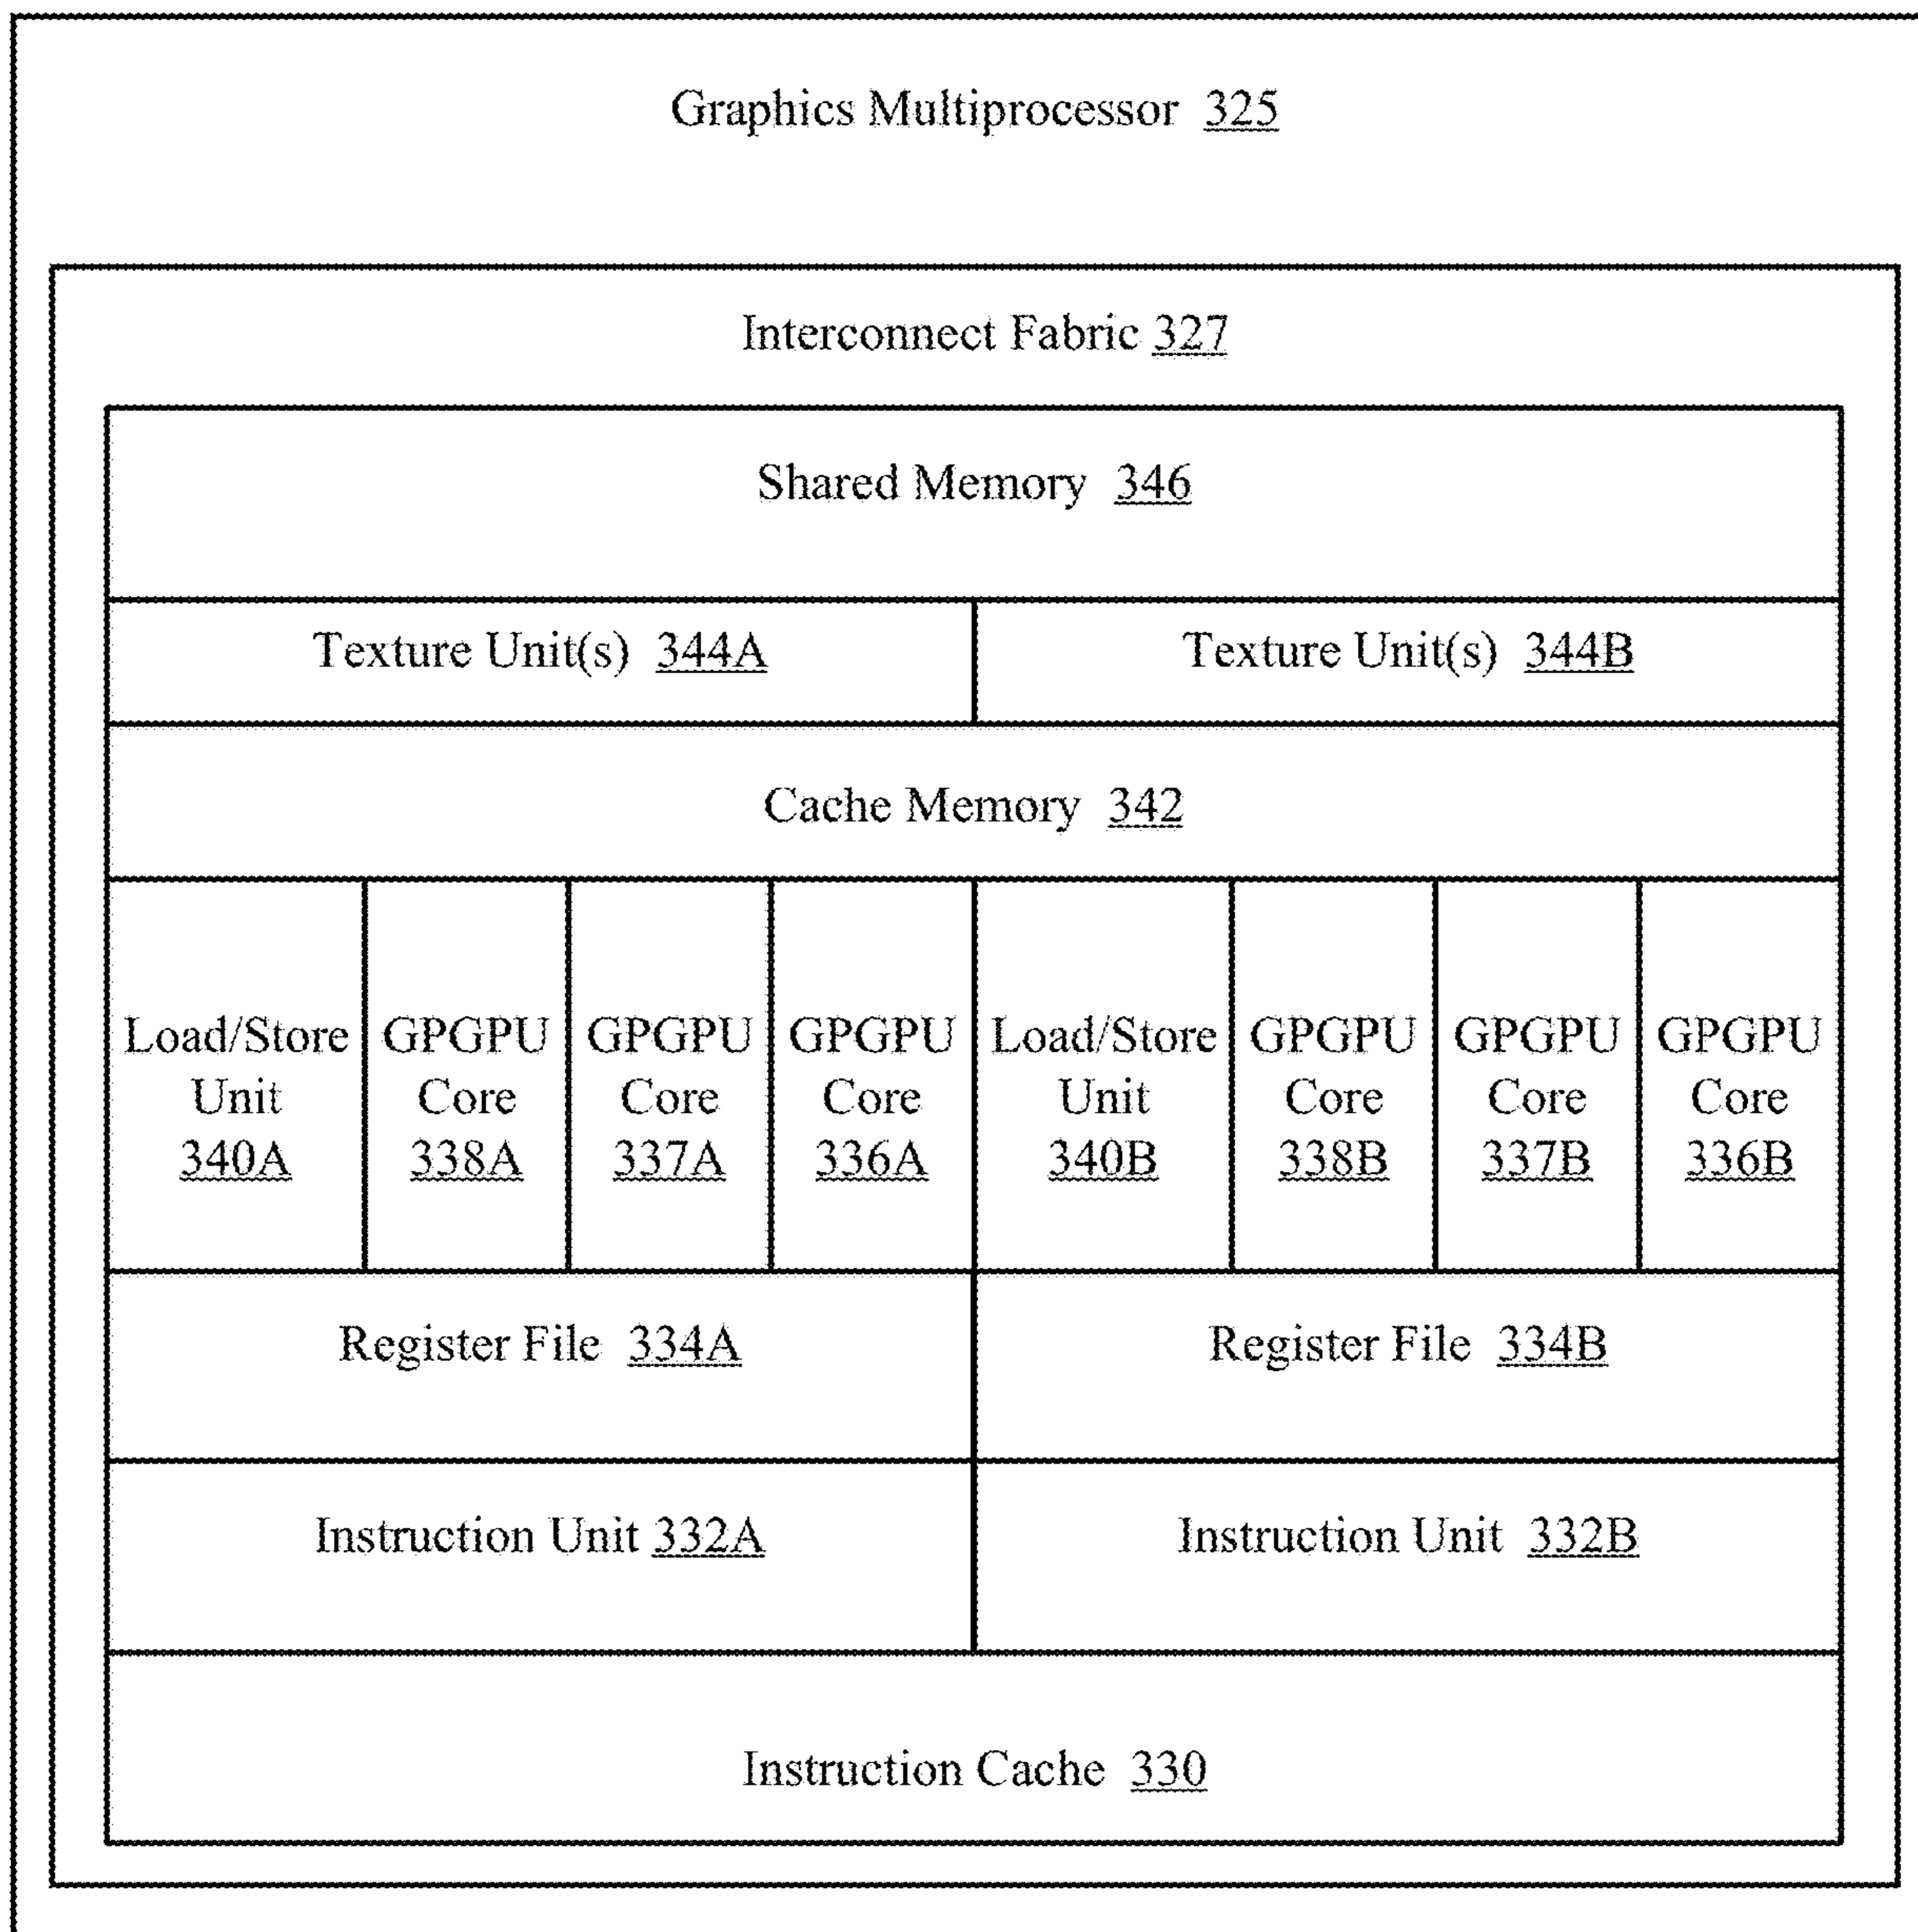 Graphics Multiprocessor 325
Interconnect Fabric 327
Shared Memory 346
Texture Unit(s) 344A
Texture Unit(s) 344B
Cache Memory 342
Load/Store
Unit
340A
GPGPU
Core
338A
GPGPU
Core
337A
GPGPU
Core
336A
Load/Store
Unit
340B
GPGPU
Core
338B
GPGPU
Core
337B
GPGPU
Core
336B
Register File 334A
Register File 334B
Instruction Unit 332A
Instruction Unit 332B
Instruction Cache 330